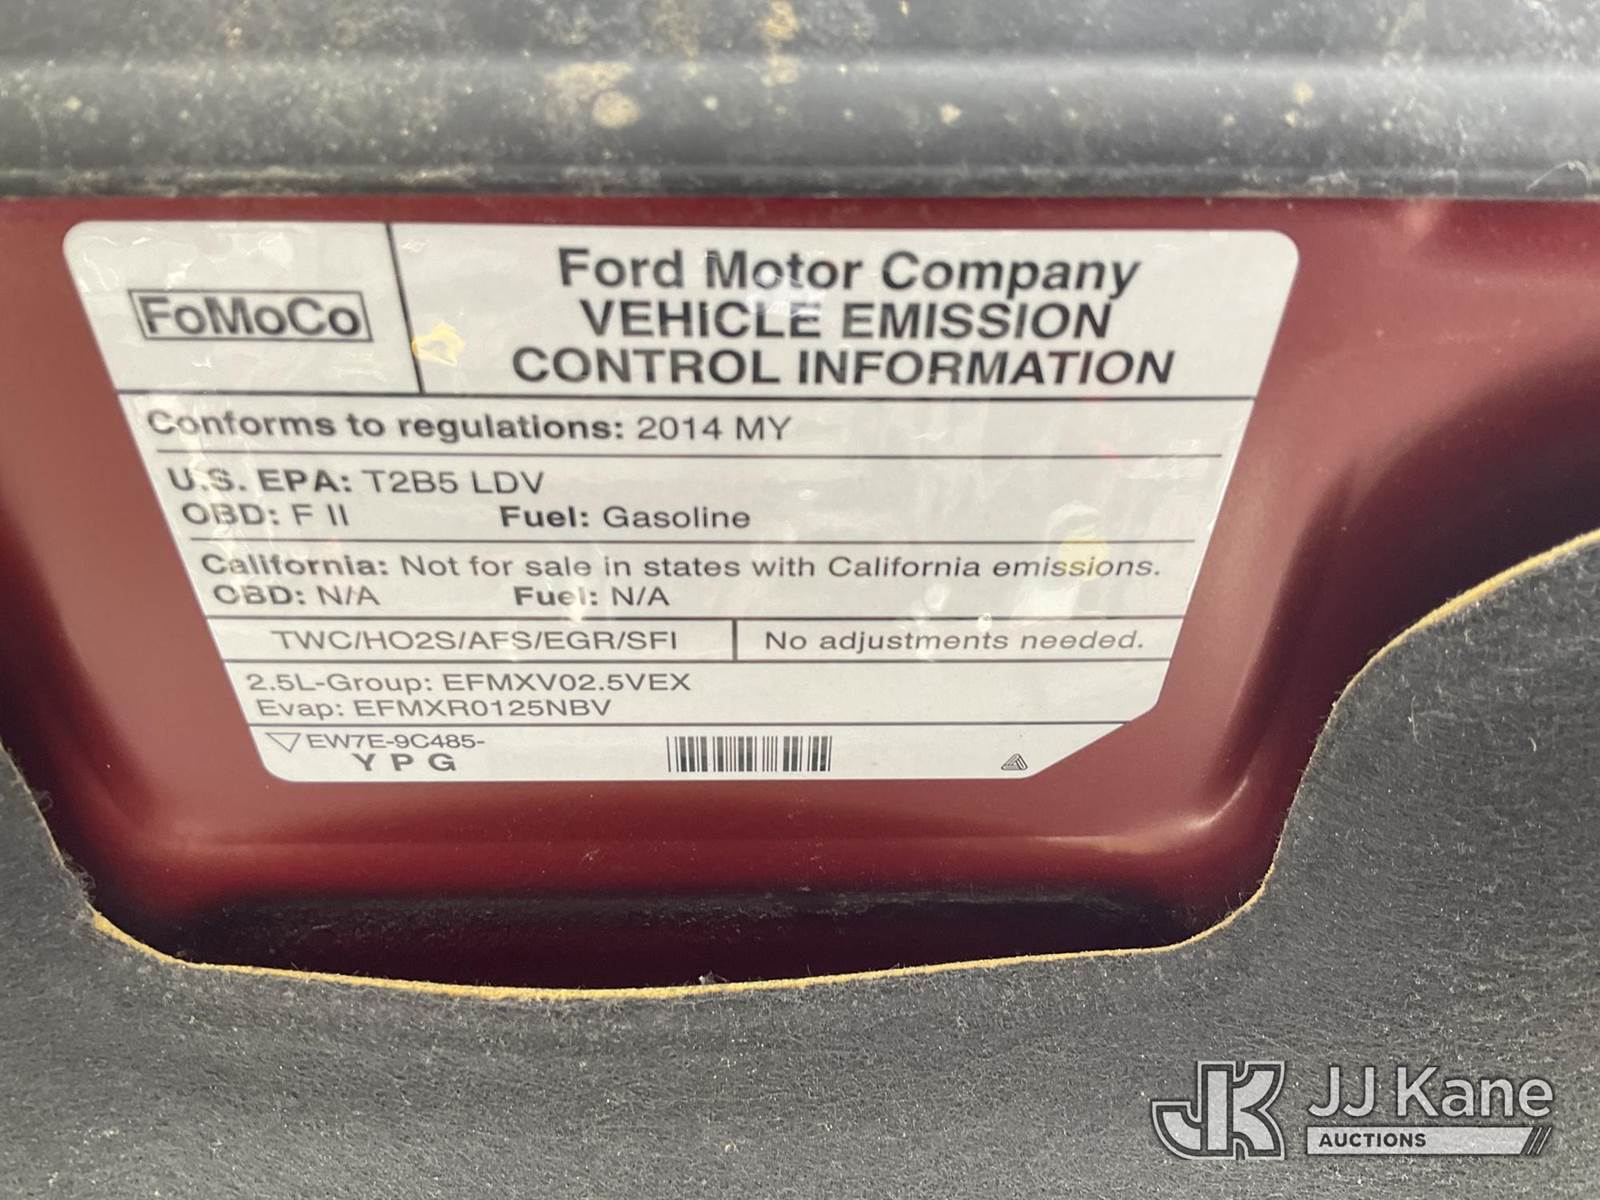 FoMoCo
Ford Motor Company
VEHICLE EMISSION
CONTROL INFORMATION
Conforms to regulations: 2014 MY
U.S. EPA: T2B5 LDV
OBD: F II Fuel: Gasoline
California: Not for sale in states with California emissions.
OBD: N/A Fuel: N/A
TWC/HO2S/AFS/EGR/SFI No adjustments needed.
2.5L-Group: EFMXV02.5VEX
Evap: EFMXR0125NBV
EW7E-9C485-
Y P G
JK JJ Kane
AUCTIONS